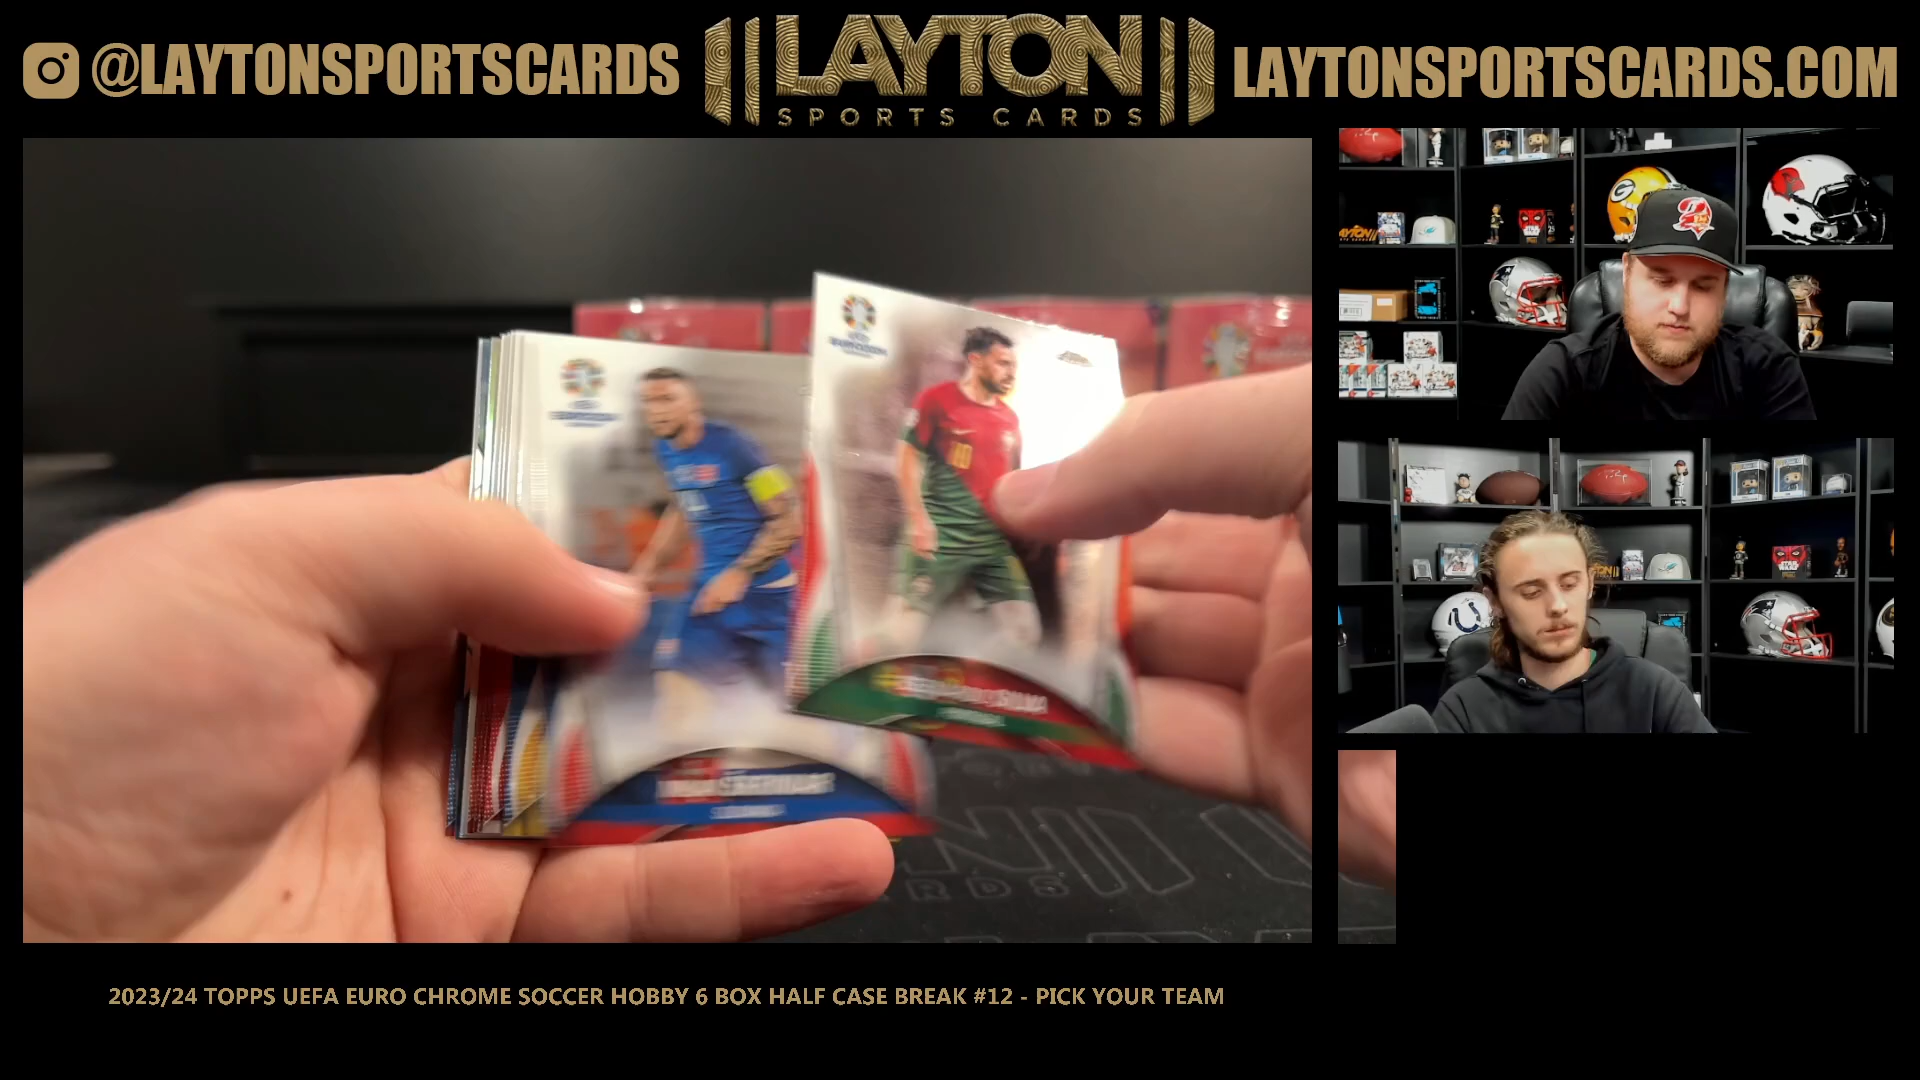 @LAYTONSPORTSCARDS
LAYTON
SPORTS CARDS
LAYTONSPORTSCARDS.COM
2023/24 TOPPS UEFA EURO CHROME SOCCER HOBBY 6 BOX HALF CASE BREAK #12 - PICK YOUR TEAM